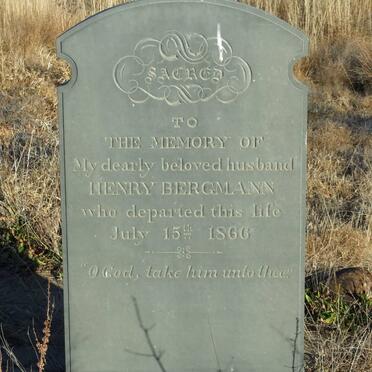 SACRED
TO
THE MEMORY OF
My dearly beloved husband
HENRY BERGMANN
who departed this life
July 15th 1866
"O God, take him unto thee."